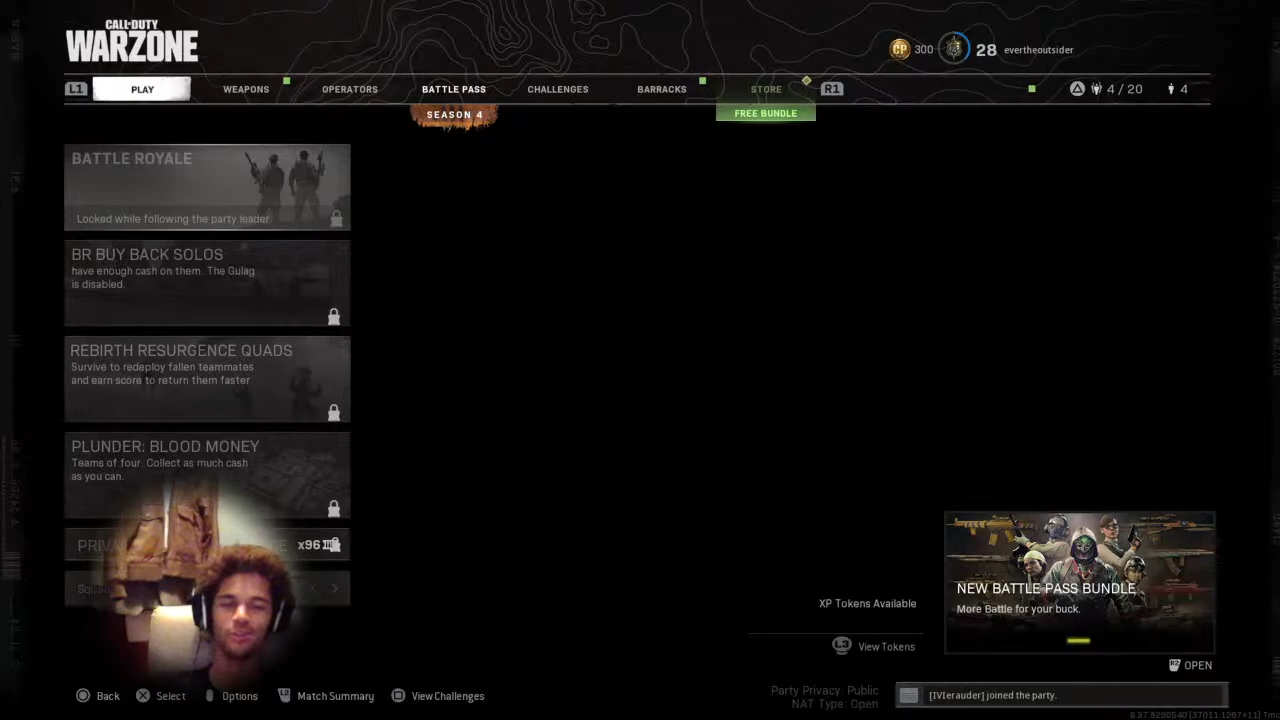 CALL·DUTY
WARZONE
CP 300 28 evertheoutsider
L1 PLAY WEAPONS OPERATORS BATTLE PASS CHALLENGES BARRACKS STORE R1 4 / 20 4
SEASON 4 FREE BUNDLE
BATTLE ROYALE
Locked while following the party leader.
BR BUY BACK SOLOS
have enough cash on them. The Gulag
is disabled.
REBIRTH RESURGENCE QUADS
Survive to redeploy fallen teammates
and earn score to return them faster
PLUNDER: BLOOD MONEY
Teams of four. Collect as much cash
as you can.
x96
NEW BATTLE PASS BUNDLE
More Battle for your buck.
XP Tokens Available
L3 View Tokens
R2 OPEN
Back Select Options L2 Match Summary View Challenges
Party Privacy: Public
NAT Type: Open
[IVIerauder] joined the party.